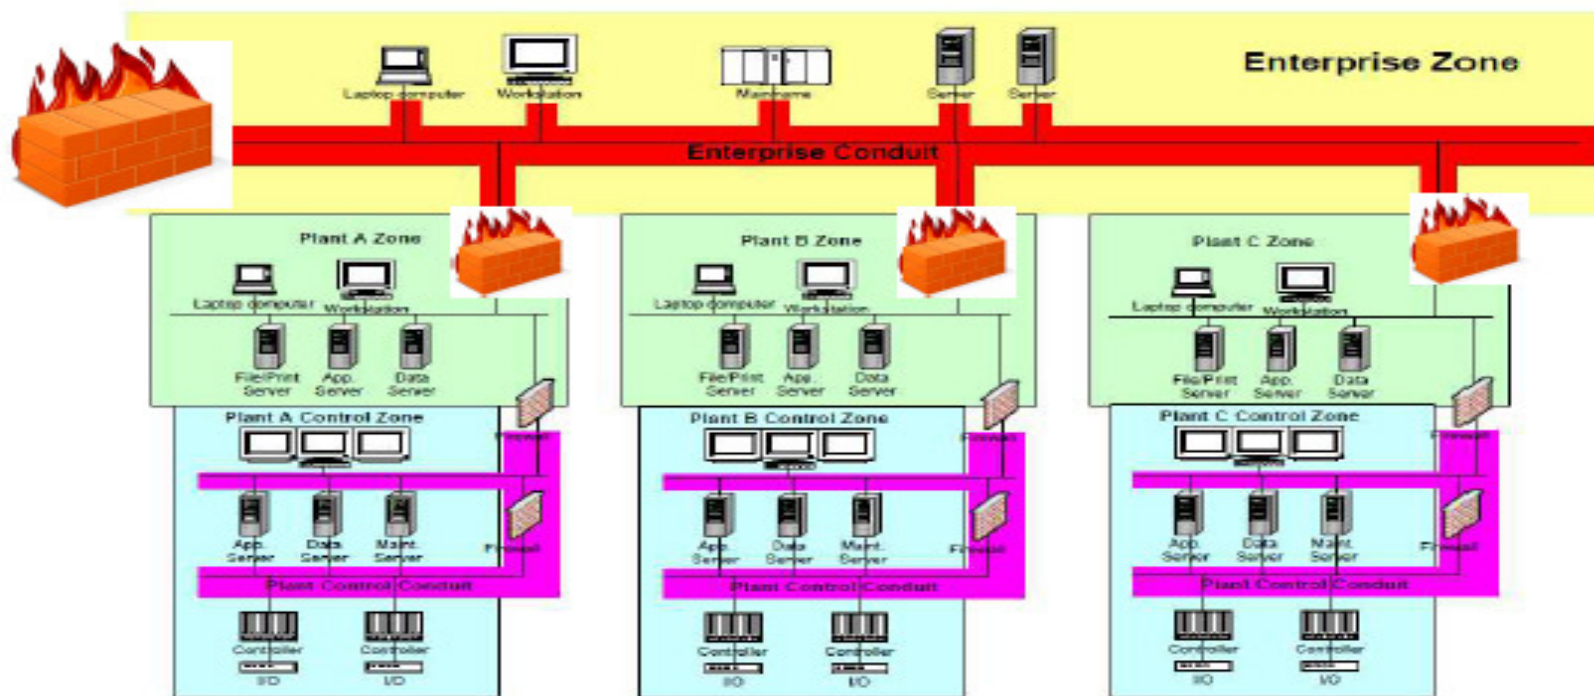 Enterprise Zone
Laptop computer
Workstation
Mainframe
Server
Server
Enterprise Conduit
Plant A Zone
Laptop computer
Workstation
File/Print
Server
App.
Server
Data
Server
Plant A Control Zone
Firewall
App.
Server
Data
Server
Maint.
Server
Firewall
Plant Control Conduit
Controller
Controller
I/O
I/O
Plant B Zone
Laptop computer
Workstation
File/Print
Server
App.
Server
Data
Server
Plant B Control Zone
Firewall
App.
Server
Data
Server
Maint.
Server
Firewall
Plant Control Conduit
Controller
Controller
I/O
I/O
Plant C Zone
Laptop computer
Workstation
File/Print
Server
App.
Server
Data
Server
Plant C Control Zone
Firewall
App.
Server
Data
Server
Maint.
Server
Firewall
Plant Control Conduit
Controller
Controller
I/O
I/O